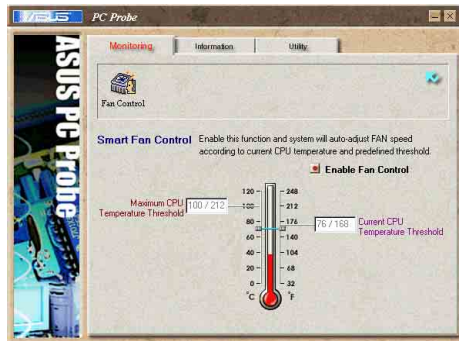 ASUS
PC Probe
ASUS PC Probe
Monitoring
Information
Utility
Fan Control
Smart Fan Control
Enable this function and system will auto-adjust FAN speed
according to current CPU temperature and predefined threshold.
Enable Fan Control
Maximum CPU
Temperature Threshold
100 / 212
76 / 168
Current CPU
Temperature Threshold
120 248
100 212
80 176
60 140
40 104
20 68
0 32
°C °F